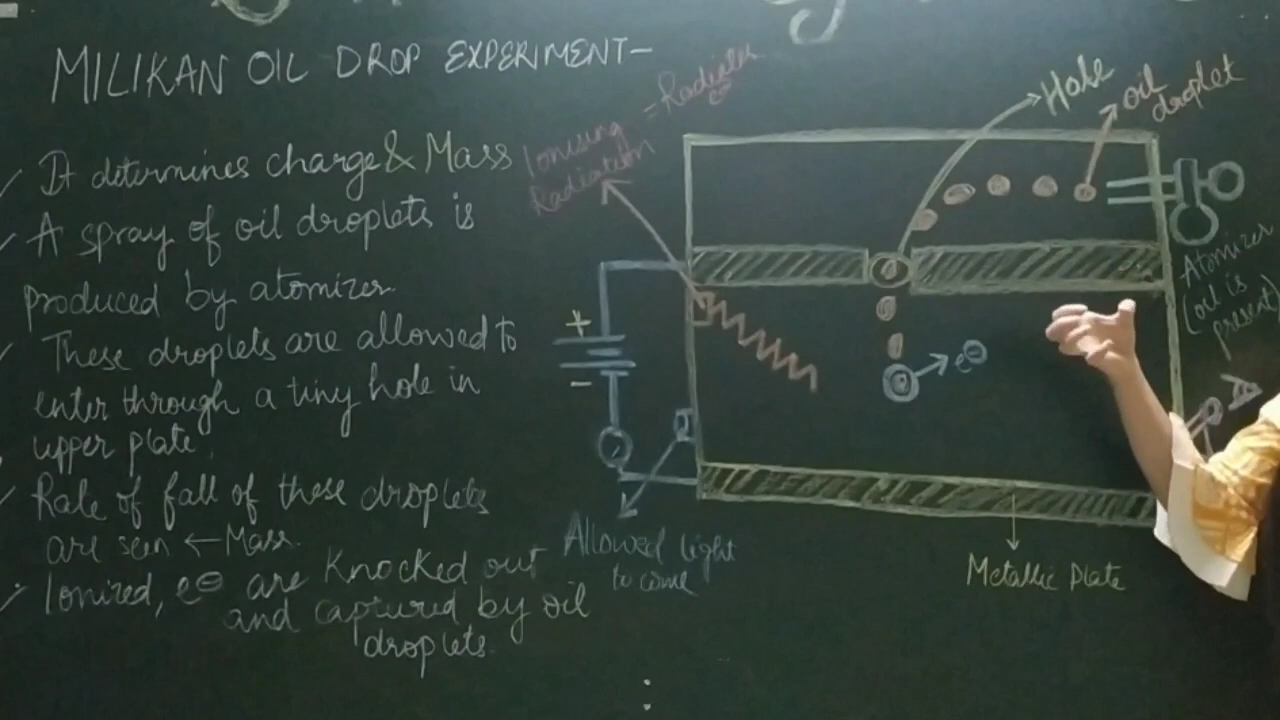 MILIKAN OIL DROP EXPERIMENT-
It determines charge & Mass
A spray of oil droplets is
produced by atomizer.
These droplets are allowed to
enter through a tiny hole in
upper plate.
Rate of fall of these droplets
are seen ← Mass.
Ionized, e⊖ are Knocked out
and captured by oil
droplets.
Ionising
Radiation
Hole
oil
droplet
Atomizer
(oil is
present)
+
-
e⊖
Allowed light
to come
Metallic Plate